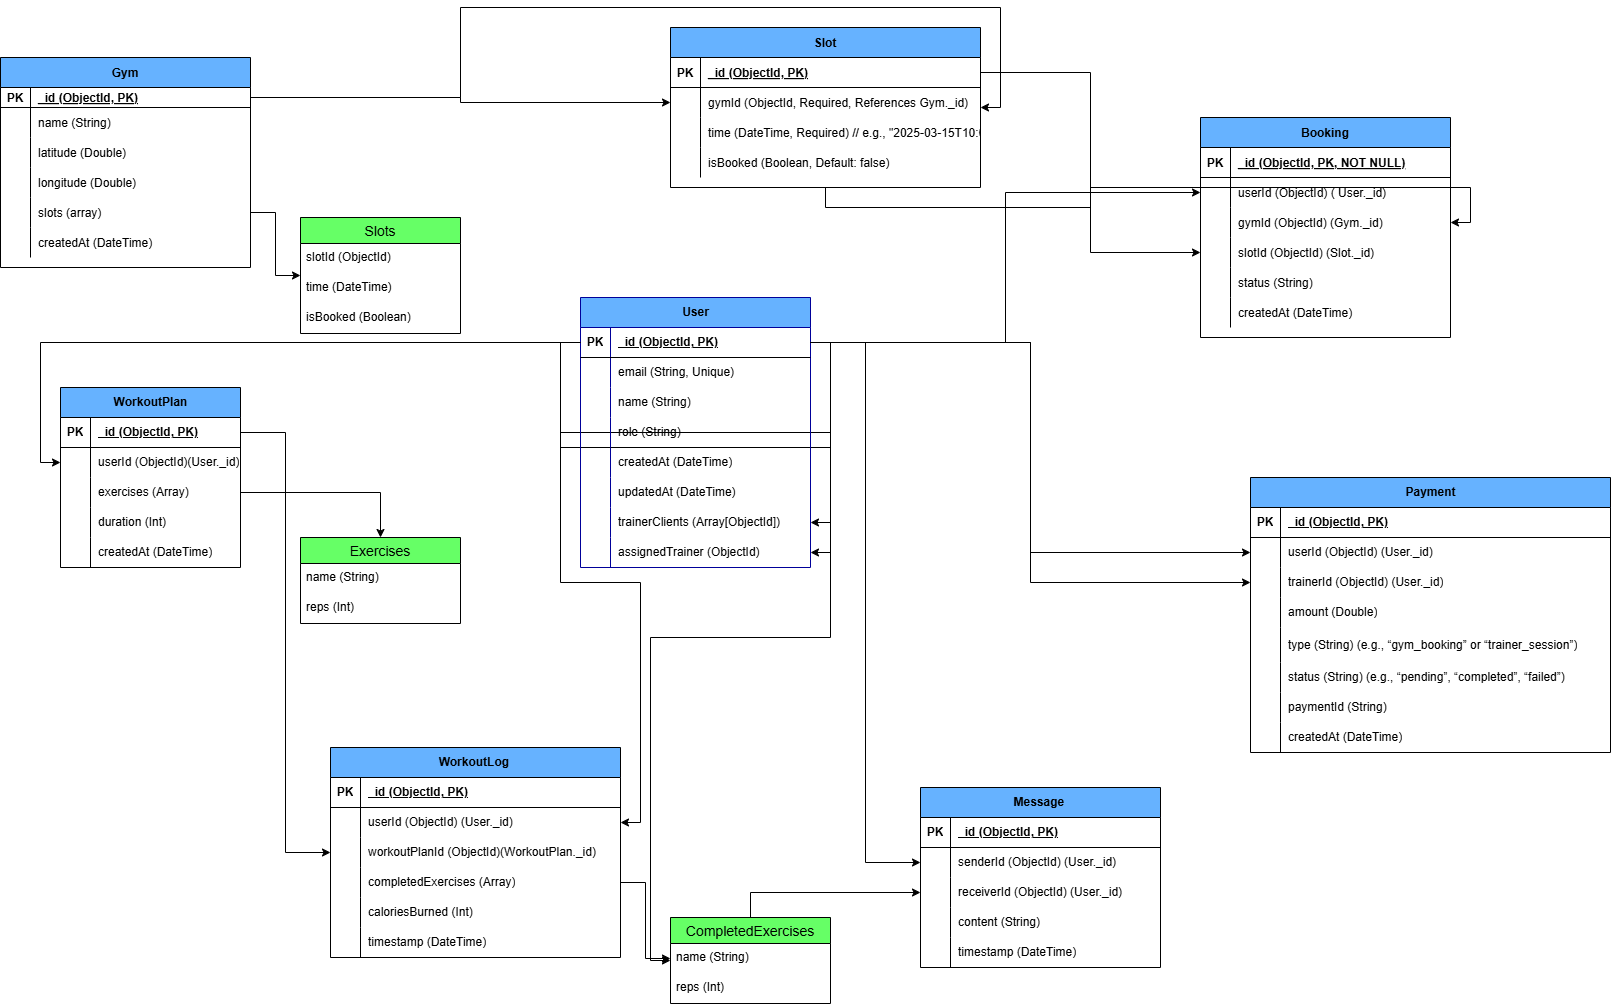 Gym
PK _id (ObjectId, PK)
name (String)
latitude (Double)
longitude (Double)
slots (array)
createdAt (DateTime)
Slots
slotId (ObjectId)
time (DateTime)
isBooked (Boolean)
Slot
PK _id (ObjectId, PK)
gymId (ObjectId, Required, References Gym._id)
time (DateTime, Required) // e.g., "2025-03-15T10:
isBooked (Boolean, Default: false)
Booking
PK _id (ObjectId, PK, NOT NULL)
userId (ObjectId) ( User._id)
gymId (ObjectId) (Gym._id)
slotId (ObjectId) (Slot._id)
status (String)
createdAt (DateTime)
User
PK _id (ObjectId, PK)
email (String, Unique)
name (String)
role (String)
createdAt (DateTime)
updatedAt (DateTime)
trainerClients (Array[ObjectId])
assignedTrainer (ObjectId)
WorkoutPlan
PK _id (ObjectId, PK)
userId (ObjectId)(User._id)
exercises (Array)
duration (Int)
createdAt (DateTime)
Exercises
name (String)
reps (Int)
Payment
PK _id (ObjectId, PK)
userId (ObjectId) (User._id)
trainerId (ObjectId) (User._id)
amount (Double)
type (String) (e.g., “gym_booking” or “trainer_session”)
status (String) (e.g., “pending”, “completed”, “failed”)
paymentId (String)
createdAt (DateTime)
WorkoutLog
PK _id (ObjectId, PK)
userId (ObjectId) (User._id)
workoutPlanId (ObjectId)(WorkoutPlan._id)
completedExercises (Array)
caloriesBurned (Int)
timestamp (DateTime)
Message
PK _id (ObjectId, PK)
senderId (ObjectId) (User._id)
receiverId (ObjectId) (User._id)
content (String)
timestamp (DateTime)
CompletedExercises
name (String)
reps (Int)